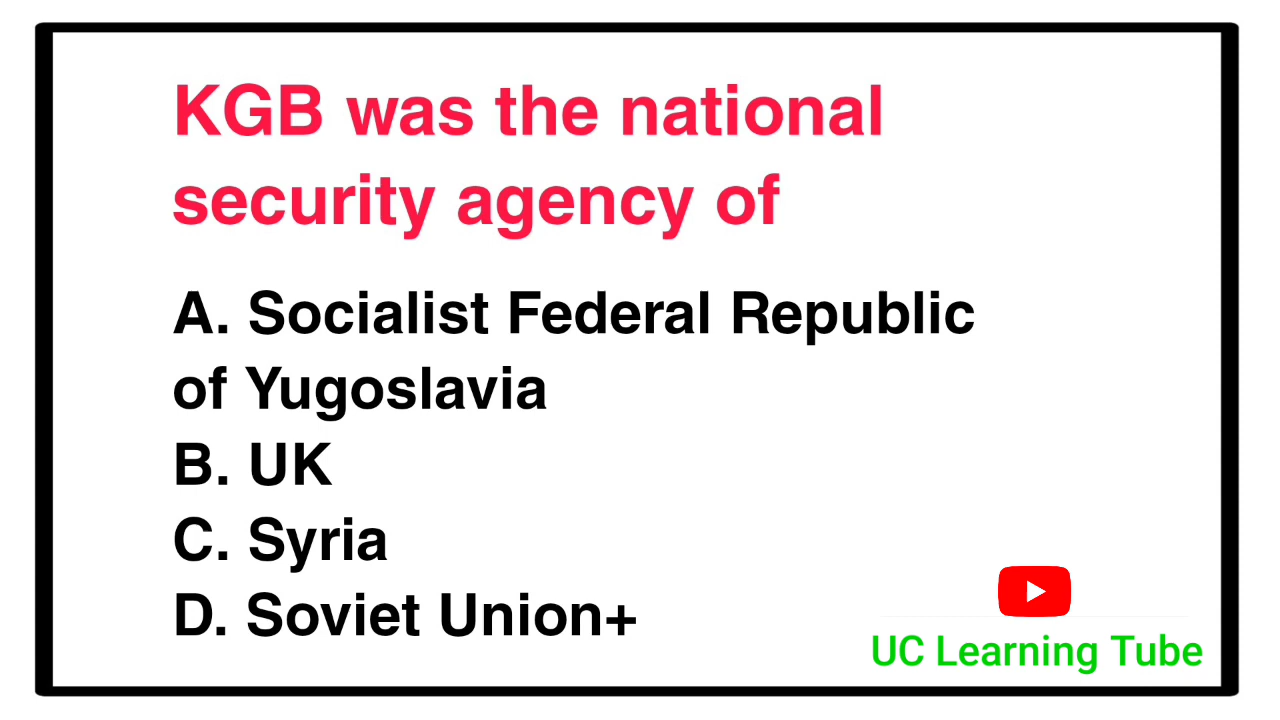 KGB was the national
security agency of
A. Socialist Federal Republic
of Yugoslavia
B. UK
C. Syria
D. Soviet Union+
UC Learning Tube